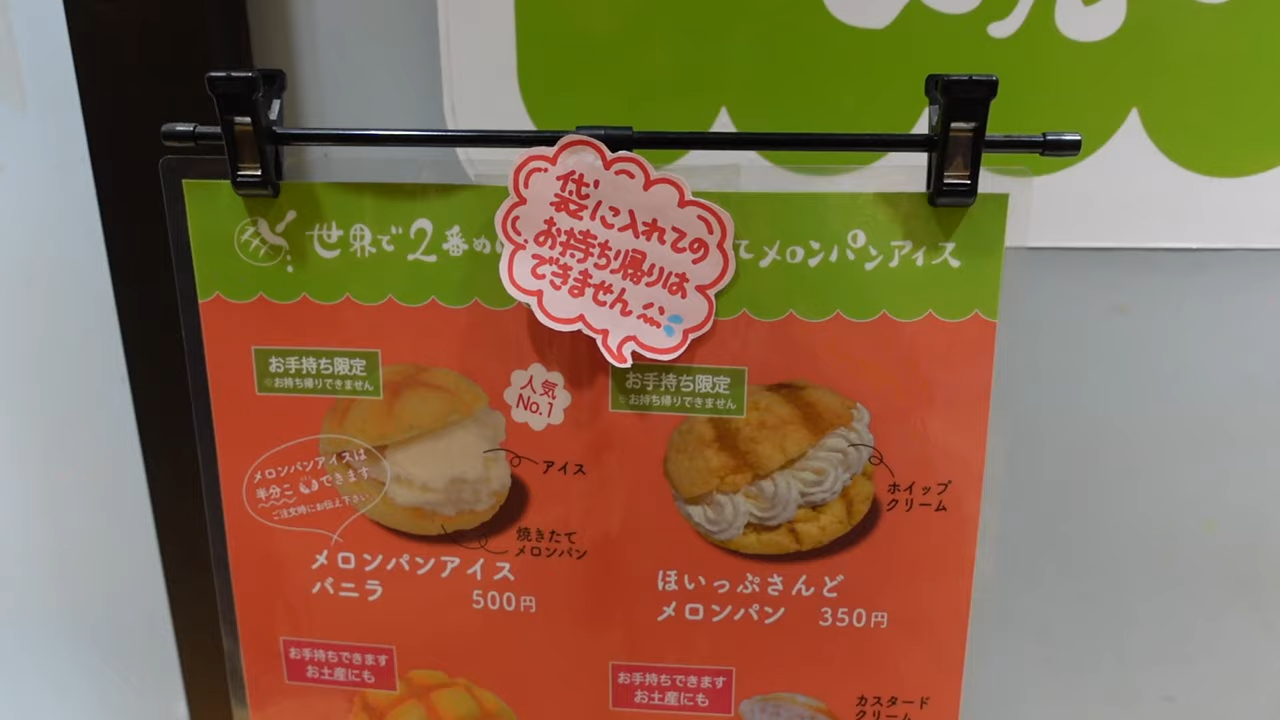 世界で2番め
てメロンパンアイス
袋に入れての
お持ち帰りは
できません
お手持ち限定
※お持ち帰りできません
人気
No.1
メロンパンアイスは
半分こできます
ご注文時にお伝え下さい
アイス
焼きたて
メロンパン
メロンパンアイス
バニラ 500円
お手持ち限定
※お持ち帰りできません
ホイップ
クリーム
ほいっぷさんど
メロンパン 350円
お手持ちできます
お土産にも
お手持ちできます
お土産にも
カスタード
クリーム